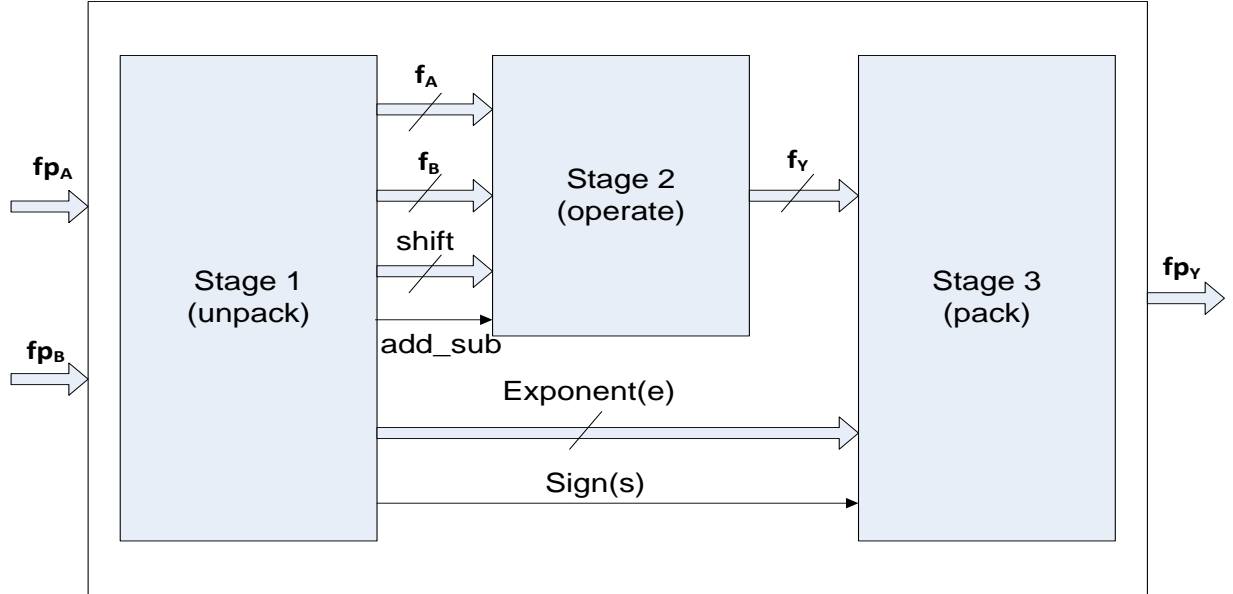 fpA
fpB
Stage 1
(unpack)
fA
fB
shift
add_sub
Stage 2
(operate)
fY
Exponent(e)
Sign(s)
Stage 3
(pack)
fpY